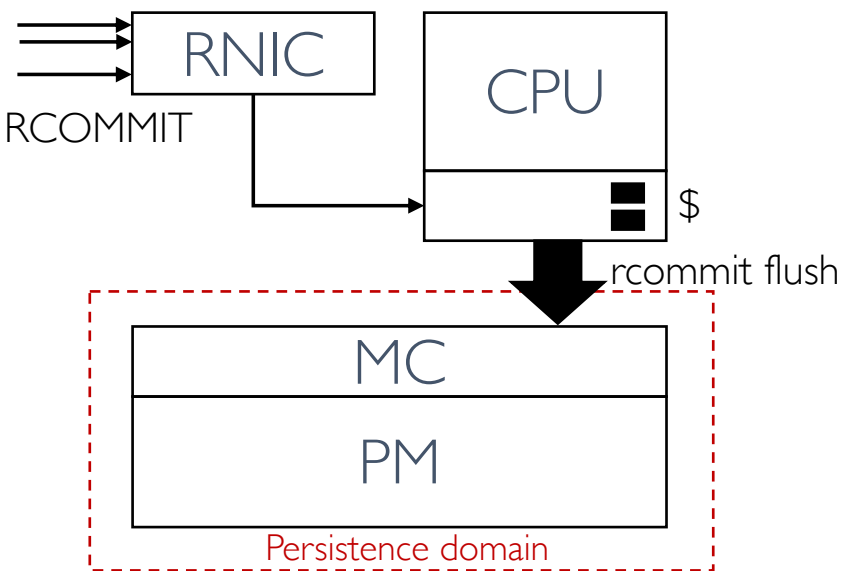 RNIC
CPU
RCOMMIT
$
rcommit flush
MC
PM
Persistence domain